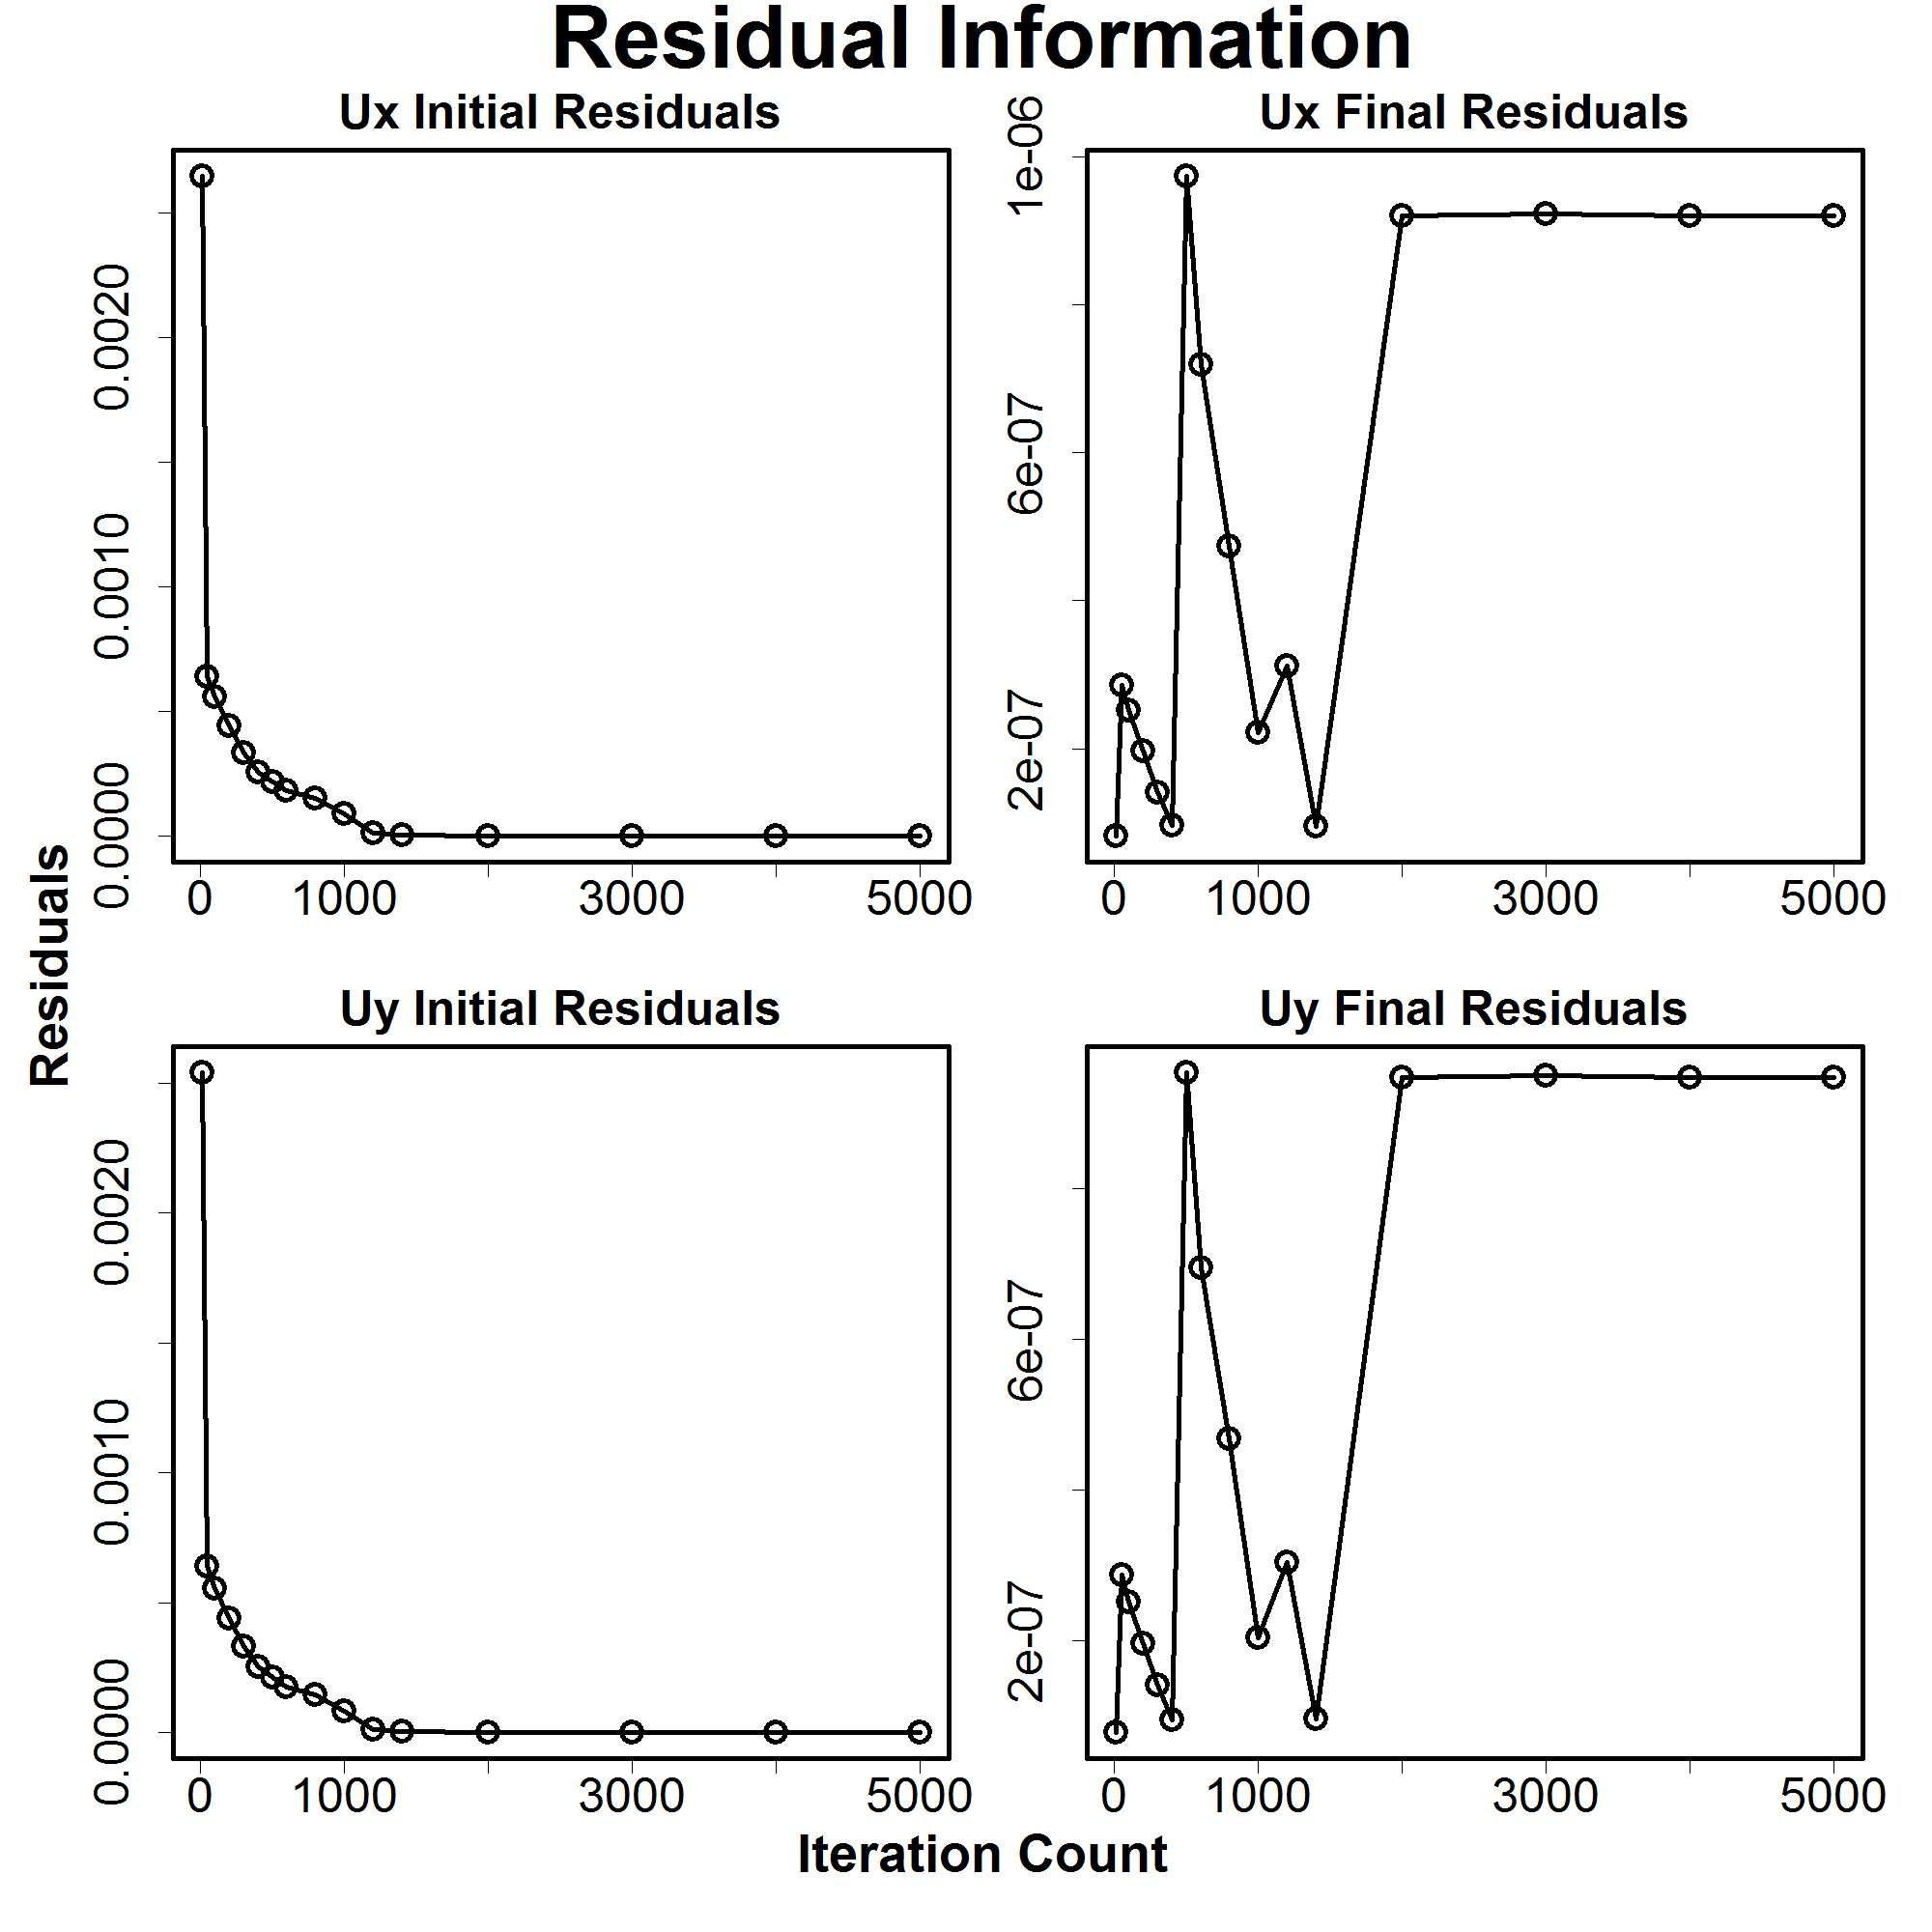 Residual Information
Ux Initial Residuals
0.0000 0.0010 0.0020
0 1000 3000 5000
Ux Final Residuals
2e-07 6e-07 1e-06
0 1000 3000 5000
Residuals
Uy Initial Residuals
0.0000 0.0010 0.0020
0 1000 3000 5000
Uy Final Residuals
2e-07 6e-07
0 1000 3000 5000
Iteration Count